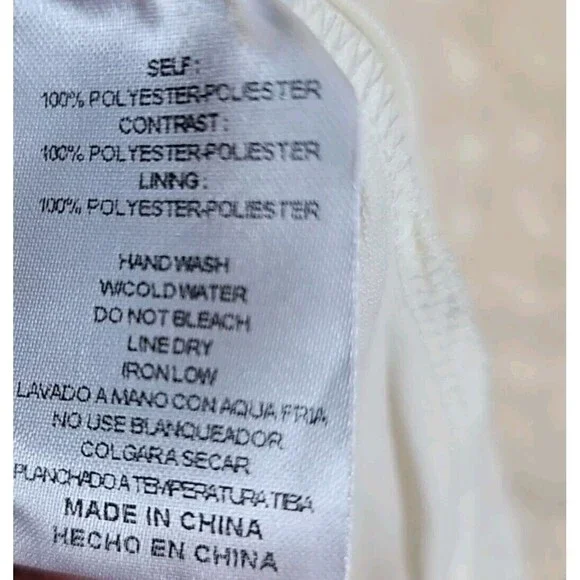 SELF:
100% POLYESTER-POLIESTER
CONTRAST:
100% POLYESTER-POLIESTER
LINING:
100% POLYESTER-POLIESTER
HAND WASH
W/COLD WATER
DO NOT BLEACH
LINE DRY
IRON LOW
LAVADO A MANO CON AQUA FRIA
NO USE BLANQUEADOR
COLGAR A SECAR
PLANCHADO A TEMPERATURA TIBIA
MADE IN CHINA
HECHO EN CHINA